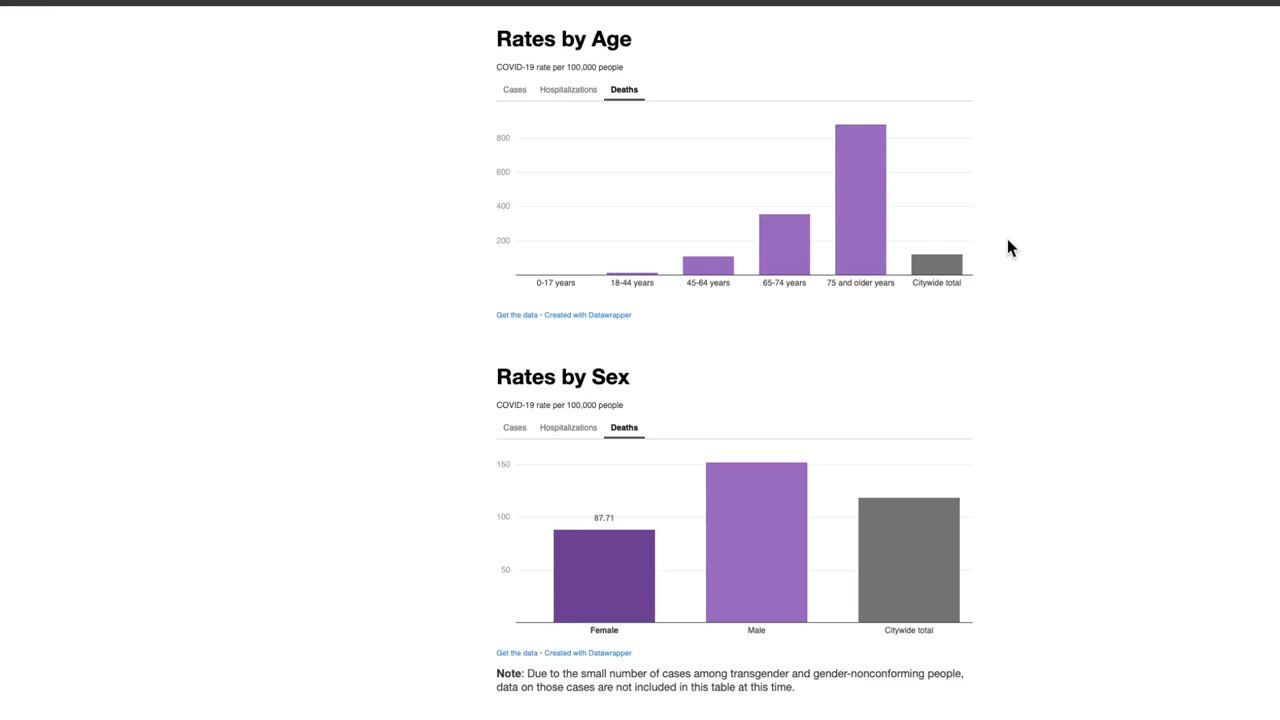 Rates by Age
COVID-19 rate per 100,000 people
Cases Hospitalizations Deaths
800
600
400
200
0-17 years 18-44 years 45-64 years 65-74 years 75 and older years Citywide total
Get the data • Created with Datawrapper
Rates by Sex
COVID-19 rate per 100,000 people
Cases Hospitalizations Deaths
150
100
87.71
50
Female Male Citywide total
Get the data • Created with Datawrapper
Note: Due to the small number of cases among transgender and gender-nonconforming people,
data on those cases are not included in this table at this time.